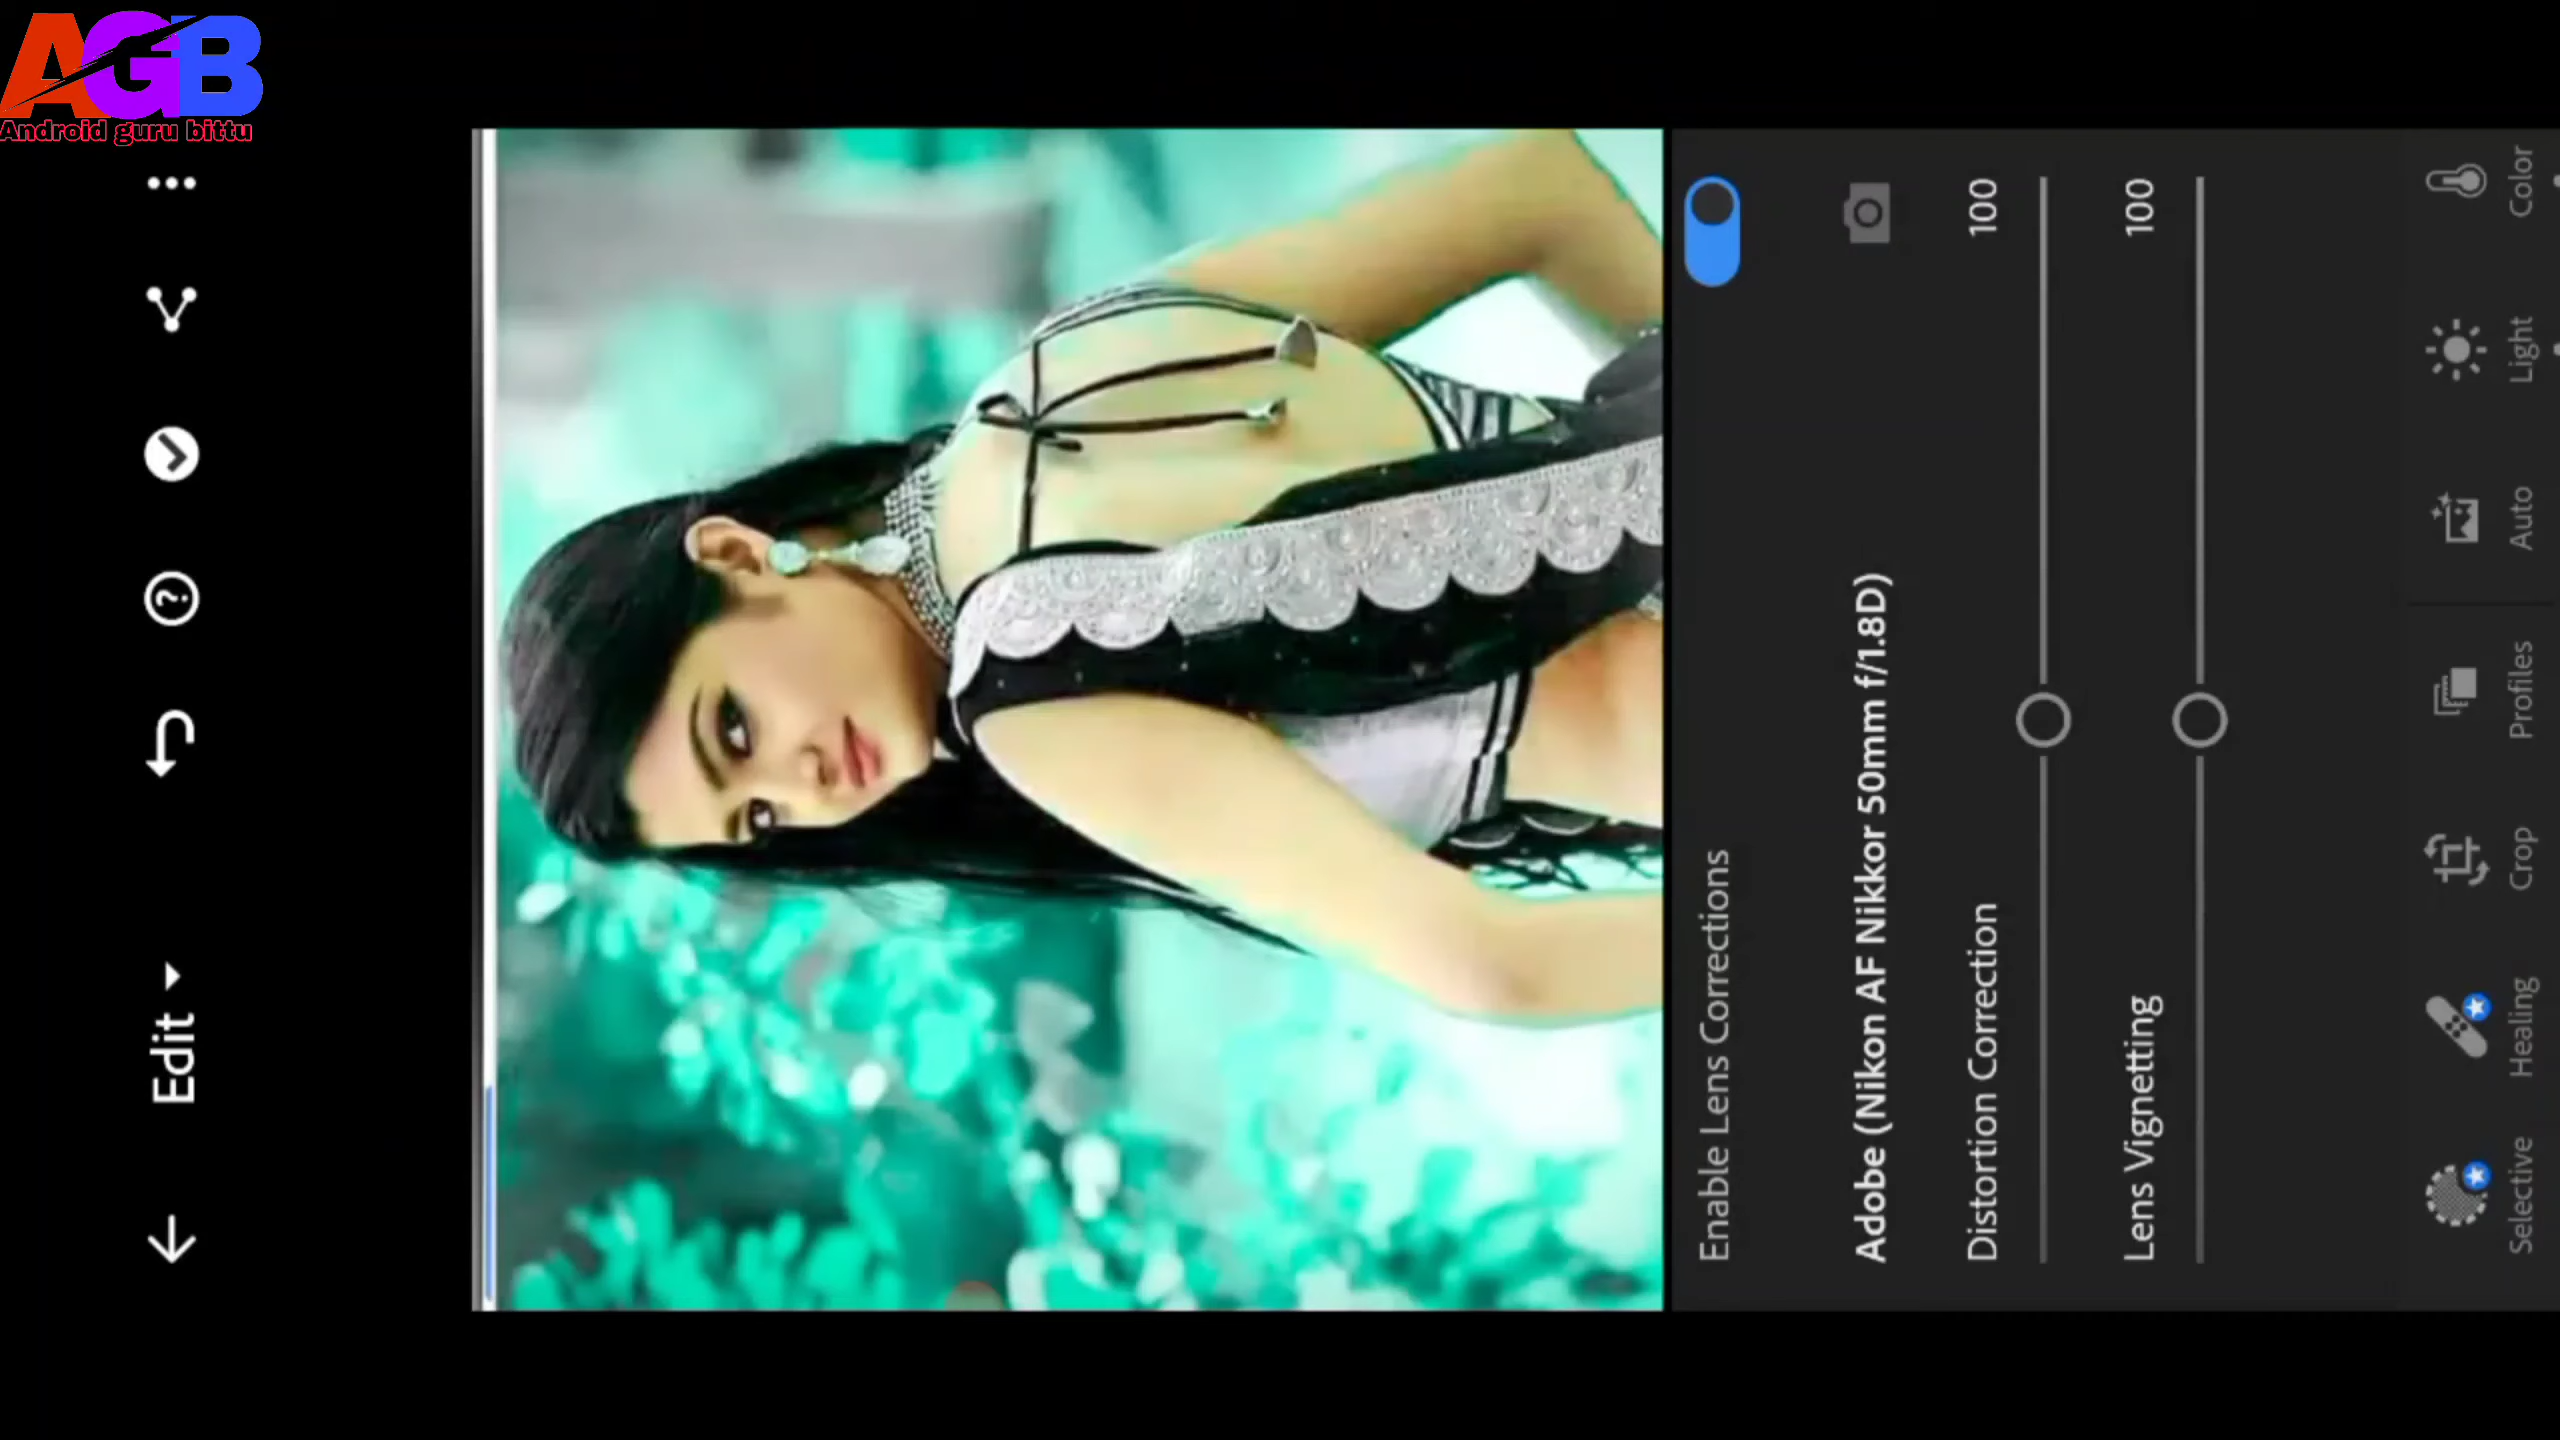 AGB
Android guru bittu
Edit
Enable Lens Corrections
Adobe (Nikon AF Nikkor 50mm f/1.8D)
Distortion Correction 100
Lens Vignetting 100
Selective Healing Crop Profiles Auto Light Color